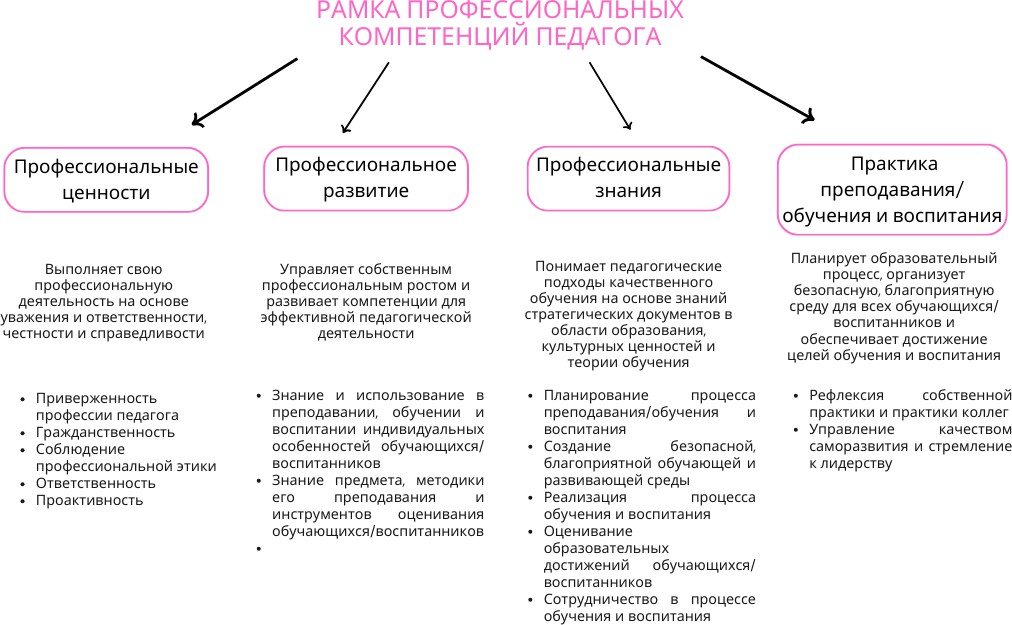 РАМКА ПРОФЕССИОНАЛЬНЫХ
КОМПЕТЕНЦИЙ ПЕДАГОГА
Профессиональные
ценности
Выполняет свою
профессиональную
деятельность на основе
уважения и ответственности,
честности и справедливости
• Приверженность
профессии педагога
• Гражданственность
• Соблюдение
профессиональной этики
• Ответственность
• Проактивность
Профессиональное
развитие
Управляет собственным
профессиональным ростом и
развивает компетенции для
эффективной педагогической
деятельности
• Знание и использование в
преподавании, обучении и
воспитании индивидуальных
особенностей обучающихся/
воспитанников
• Знание предмета, методики
его преподавания и
инструментов оценивания
обучающихся/воспитанников
•
Профессиональные
знания
Понимает педагогические
подходы качественного
обучения на основе знаний
стратегических документов в
области образования,
культурных ценностей и
теории обучения
• Планирование процесса
преподавания/обучения и
воспитания
• Создание безопасной,
благоприятной обучающей и
развивающей среды
• Реализация процесса
обучения и воспитания
• Оценивание
образовательных
достижений обучающихся/
воспитанников
• Сотрудничество в процессе
обучения и воспитания
Практика
преподавания/
обучения и воспитания
Планирует образовательный
процесс, организует
безопасную, благоприятную
среду для всех обучающихся/
воспитанников и
обеспечивает достижение
целей обучения и воспитания
• Рефлексия собственной
практики и практики коллег
• Управление качеством
саморазвития и стремление
к лидерству